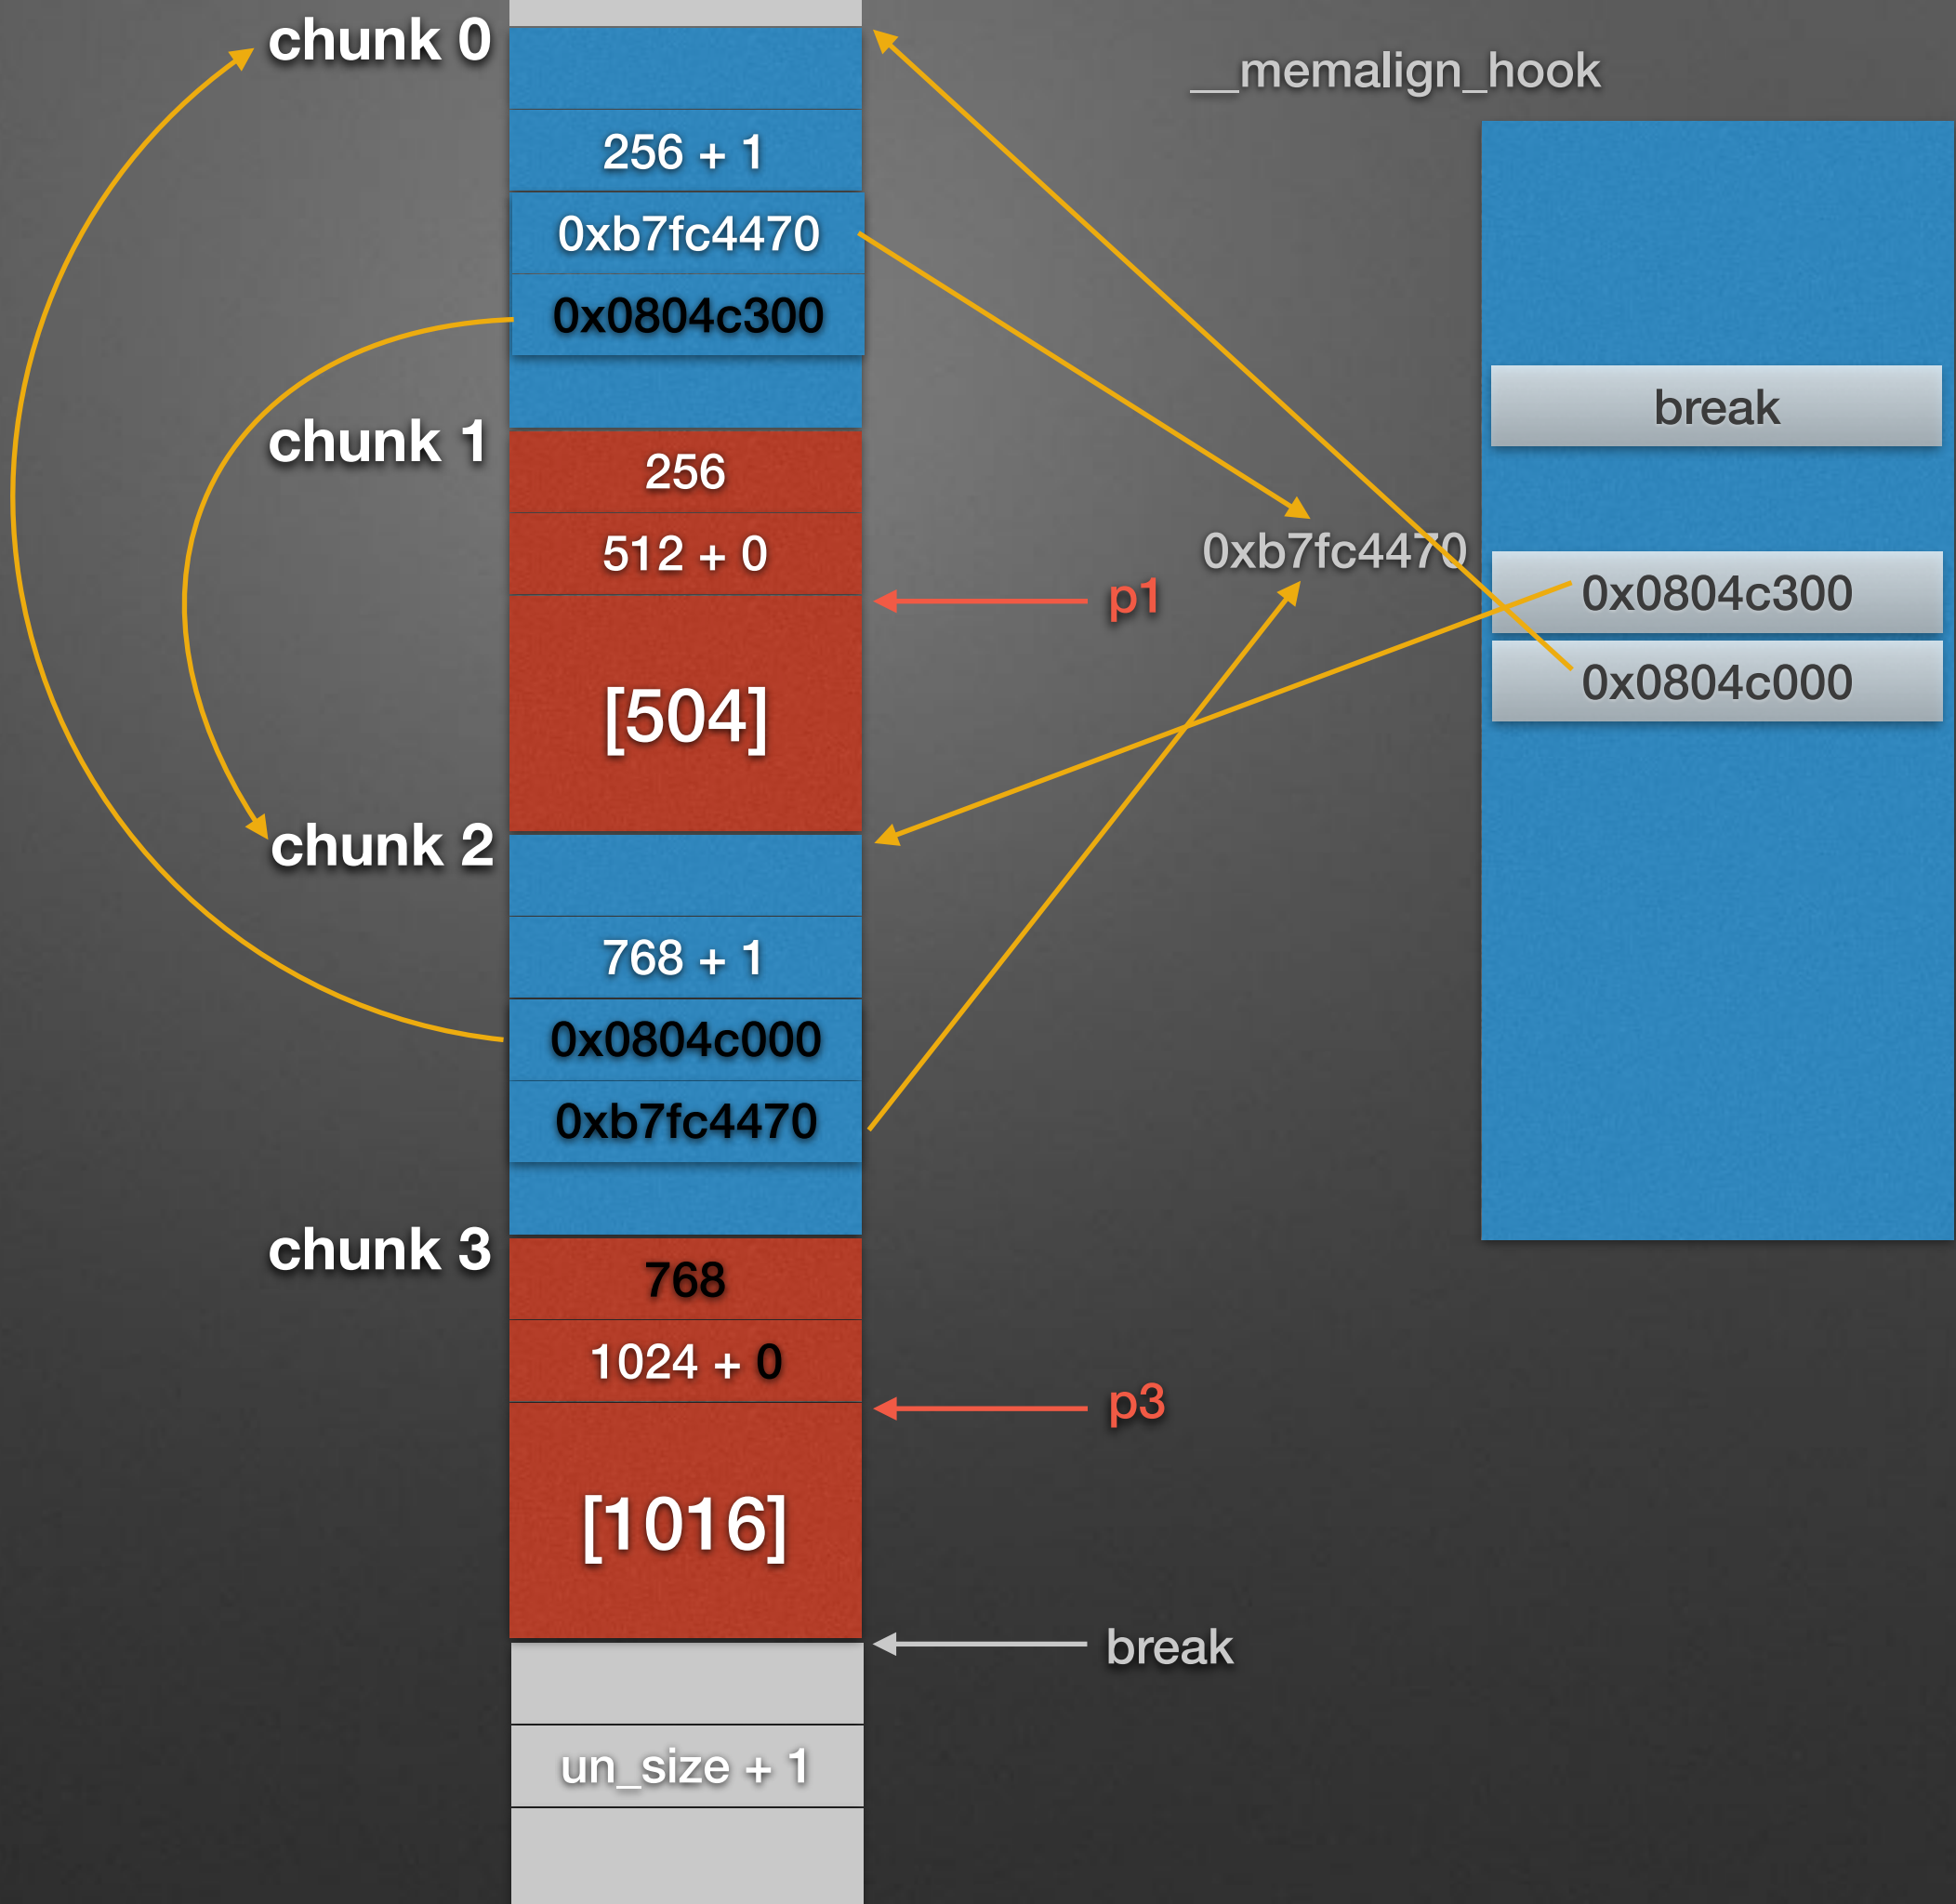 chunk 0
__memalign_hook
256 + 1
0xb7fc4470
0x0804c300
break
chunk 1
256
512 + 0
0xb7fc4470
0x0804c300
p1
0x0804c000
[504]
chunk 2
768 + 1
0x0804c000
0xb7fc4470
chunk 3
768
1024 + 0
p3
[1016]
break
un_size + 1